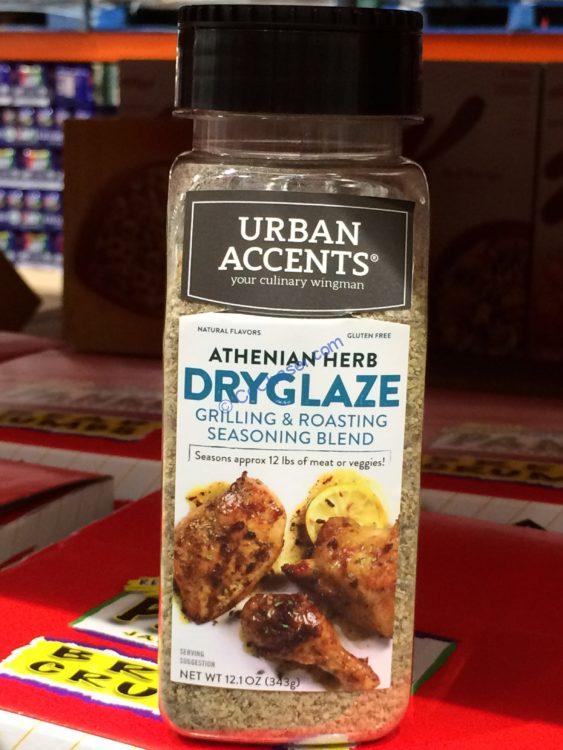 URBAN
ACCENTS®
your culinary wingman
NATURAL FLAVORS
GLUTEN FREE
ATHENIAN HERB
DRYGLAZE
GRILLING & ROASTING
SEASONING BLEND
Seasons approx 12 lbs of meat or veggies!
SERVING
SUGGESTION
NET WT 12.1 OZ (343g)